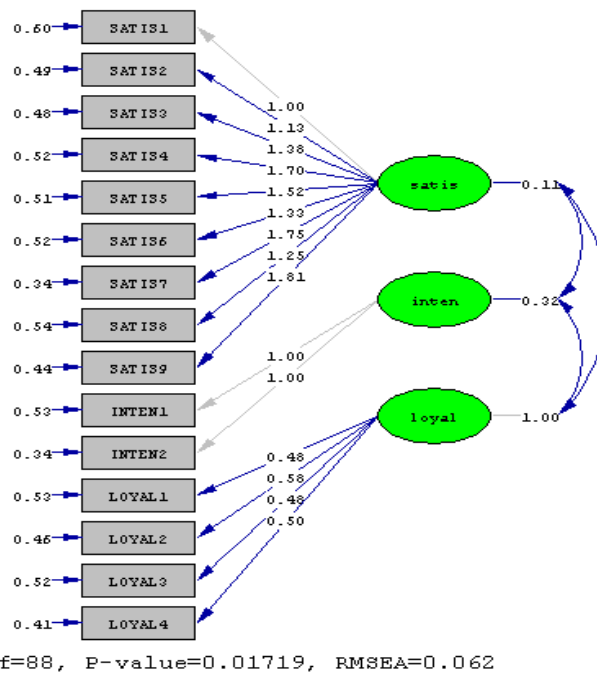 0.60 SATIS1
0.49 SATIS2
0.48 SATIS3 1.00
1.13
0.52 SATIS4 1.38
1.70
0.51 SATIS5 1.52 satis 0.11
0.52 SATIS6 1.33
1.75
0.34 SATIS7 1.25
1.81
0.54 SATIS8 inten 0.32
0.44 SATIS9 1.00
1.00
0.53 INTEN1 loyal 1.00
0.34 INTEN2 0.48
0.53 LOYAL1 0.58
0.48
0.46 LOYAL2 0.50
0.52 LOYAL3
0.41 LOYAL4
f=88, P-value=0.01719, RMSEA=0.062